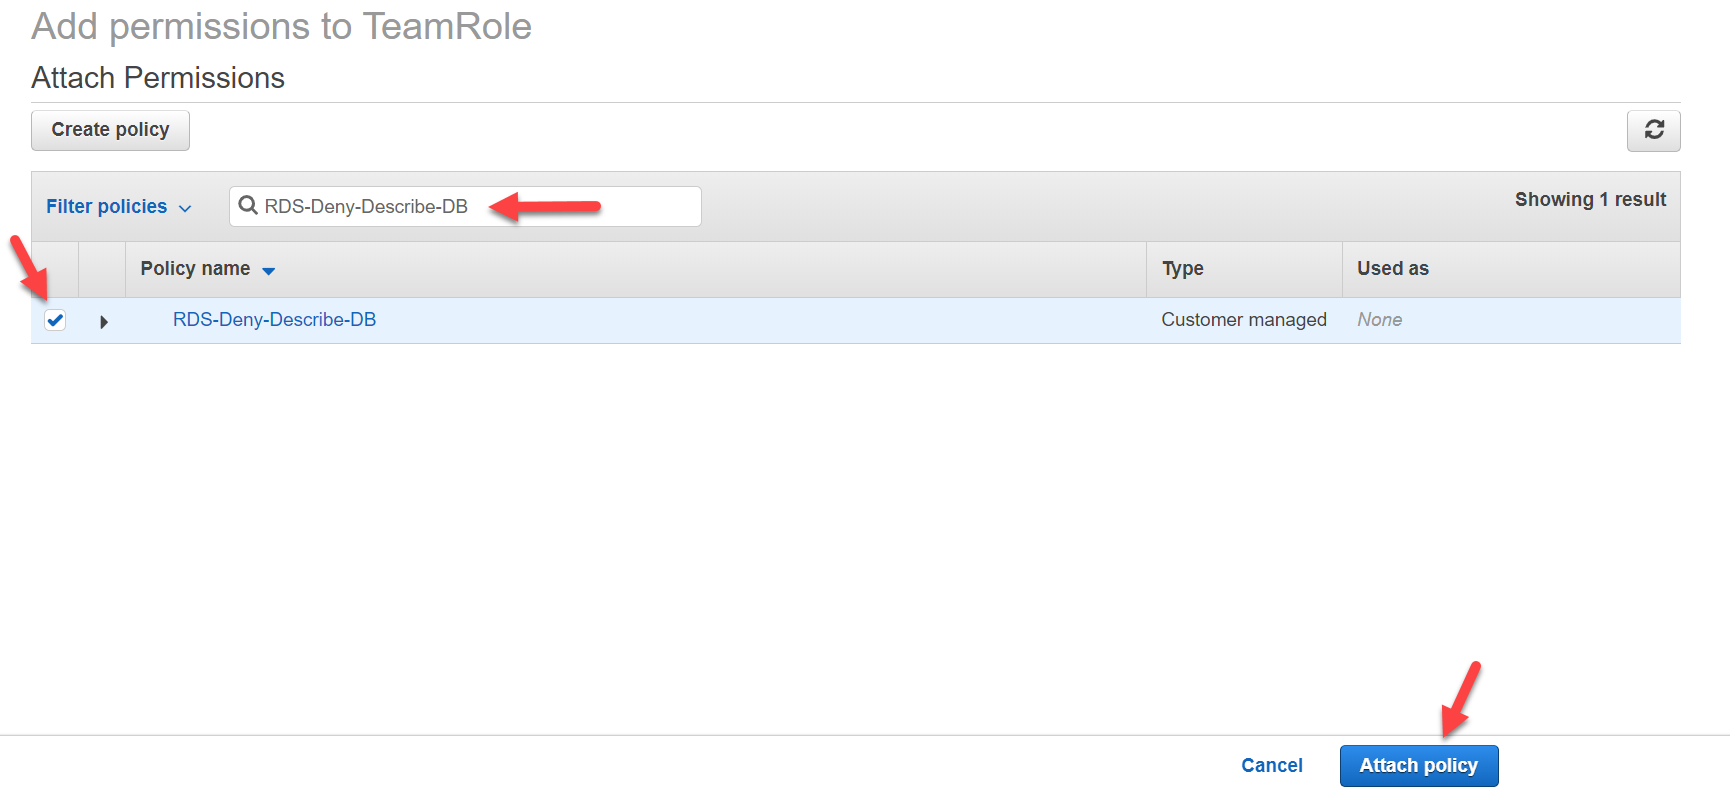 Add permissions to TeamRole
Attach Permissions
Create policy
Filter policies
RDS-Deny-Describe-DB
Showing 1 result
Policy name Type Used as
RDS-Deny-Describe-DB Customer managed None
Cancel Attach policy